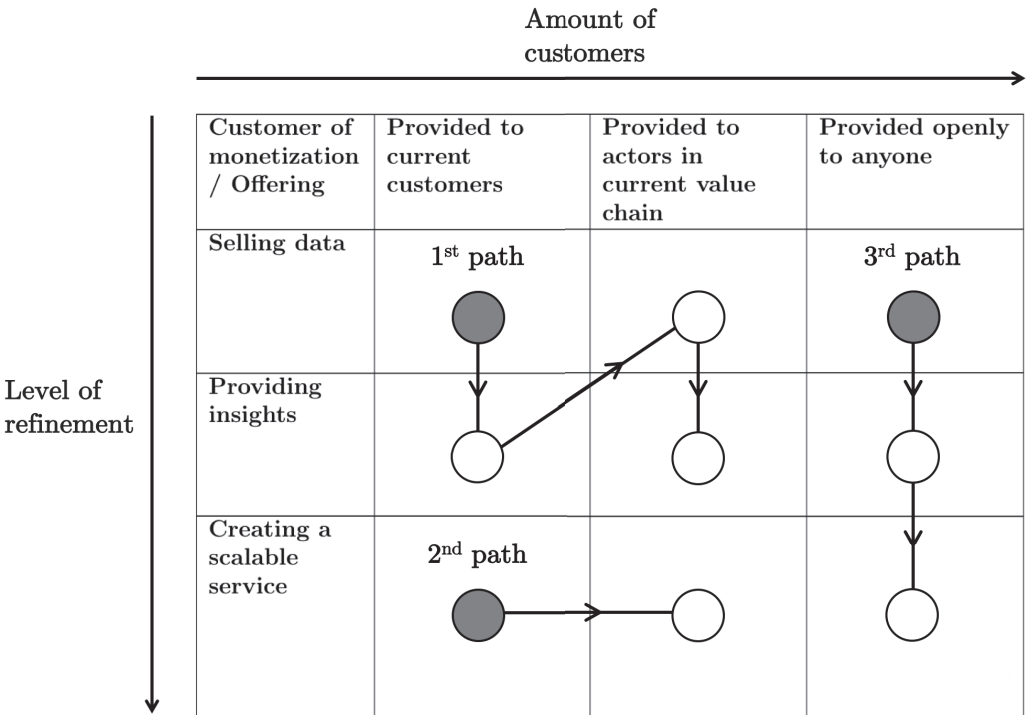 Amount of
customers
Customer of
monetization
/ Offering
Provided to
current
customers
Provided to
actors in
current value
chain
Provided openly
to anyone
Selling data
1st path
3rd path
Level of
refinement
Providing
insights
Creating a
scalable
service
2nd path